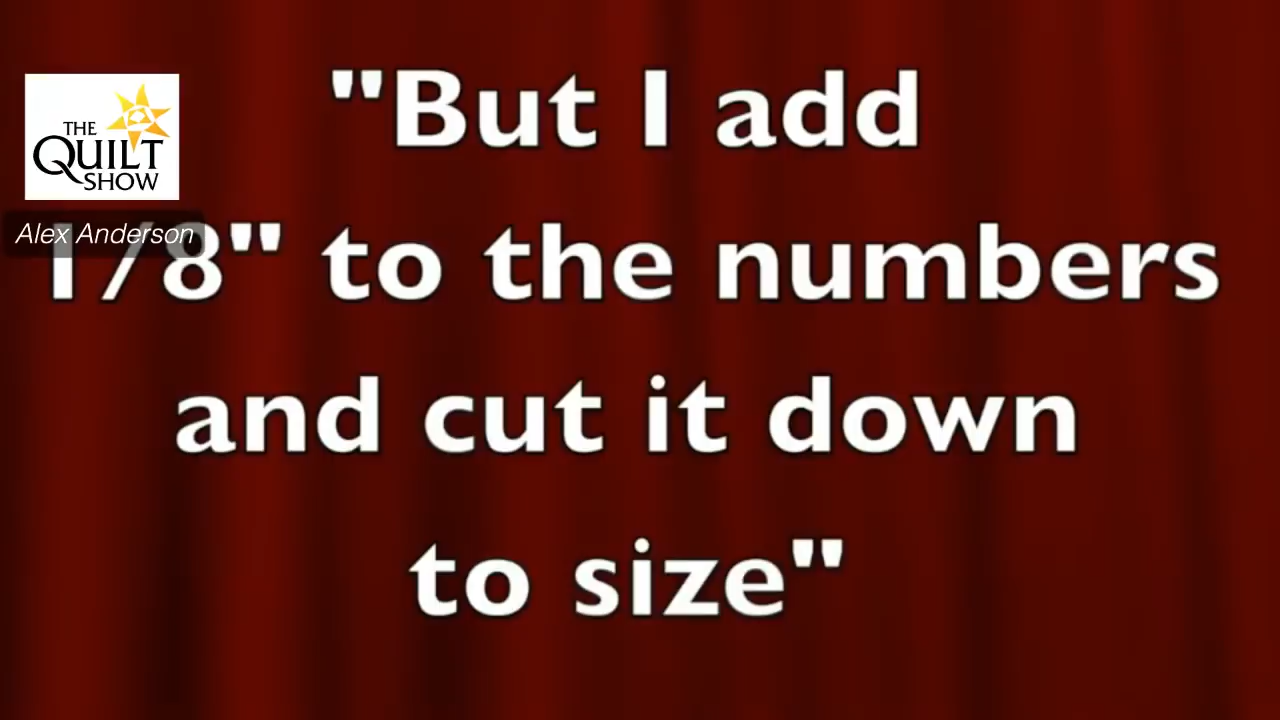 THE
QUILT
SHOW
Alex Anderson
"But I add
1/8" to the numbers
and cut it down
to size"